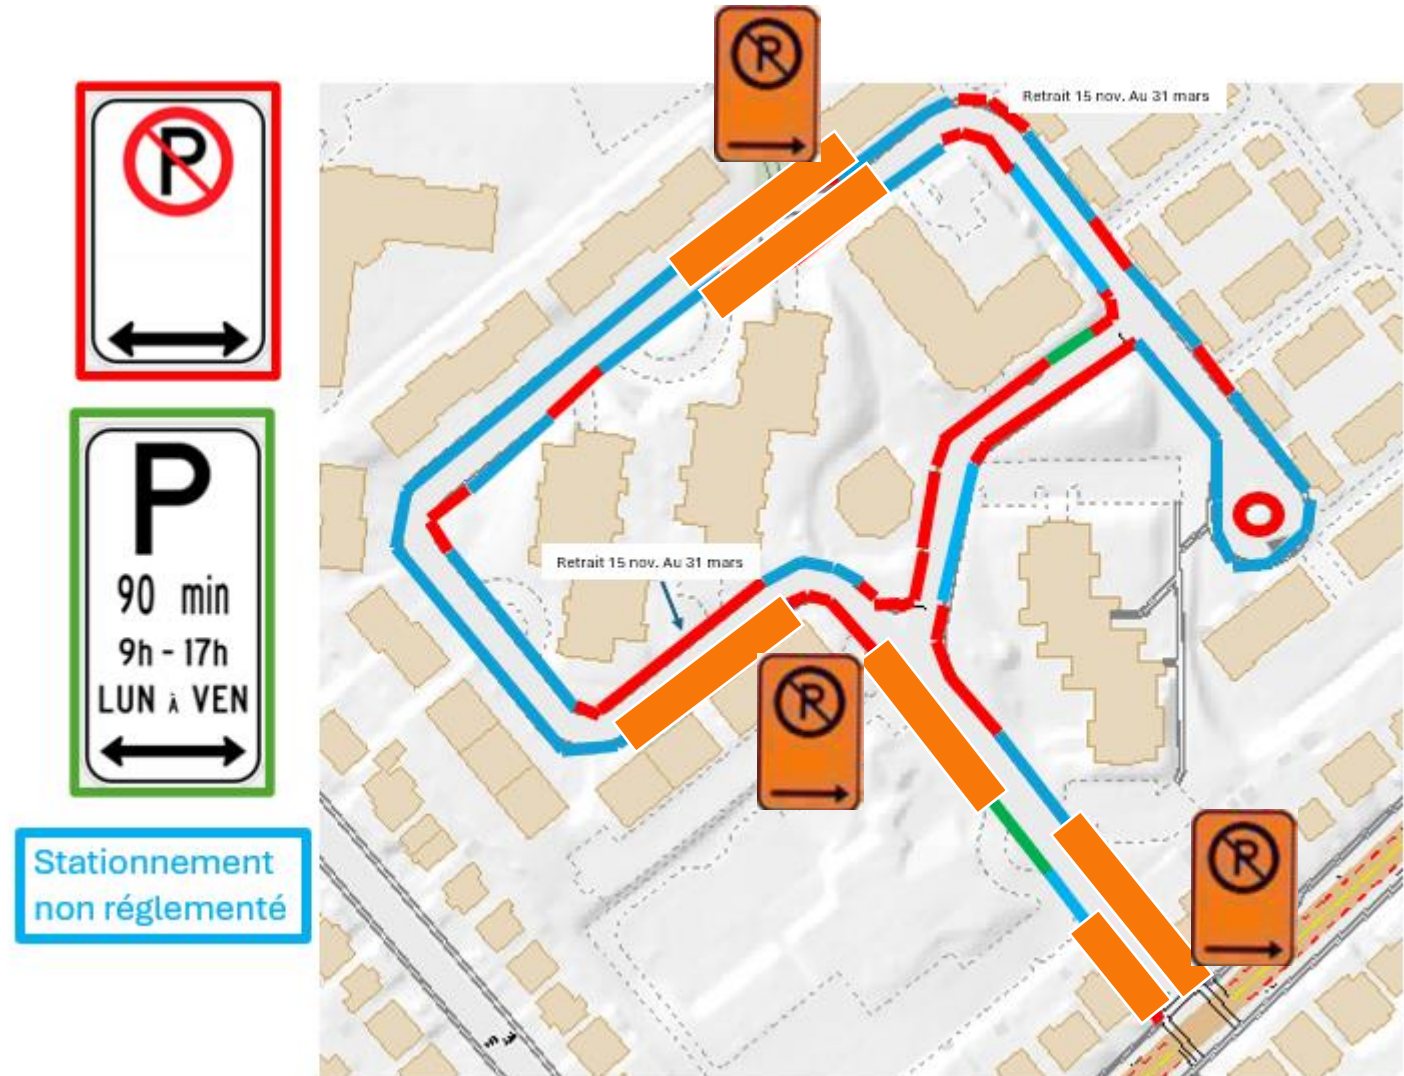 Retrait 15 nov. Au 31 mars
P
P
P
90 min
9h - 17h
LUN À VEN
Retrait 15 nov. Au 31 mars
P
Stationnement
non réglementé
P